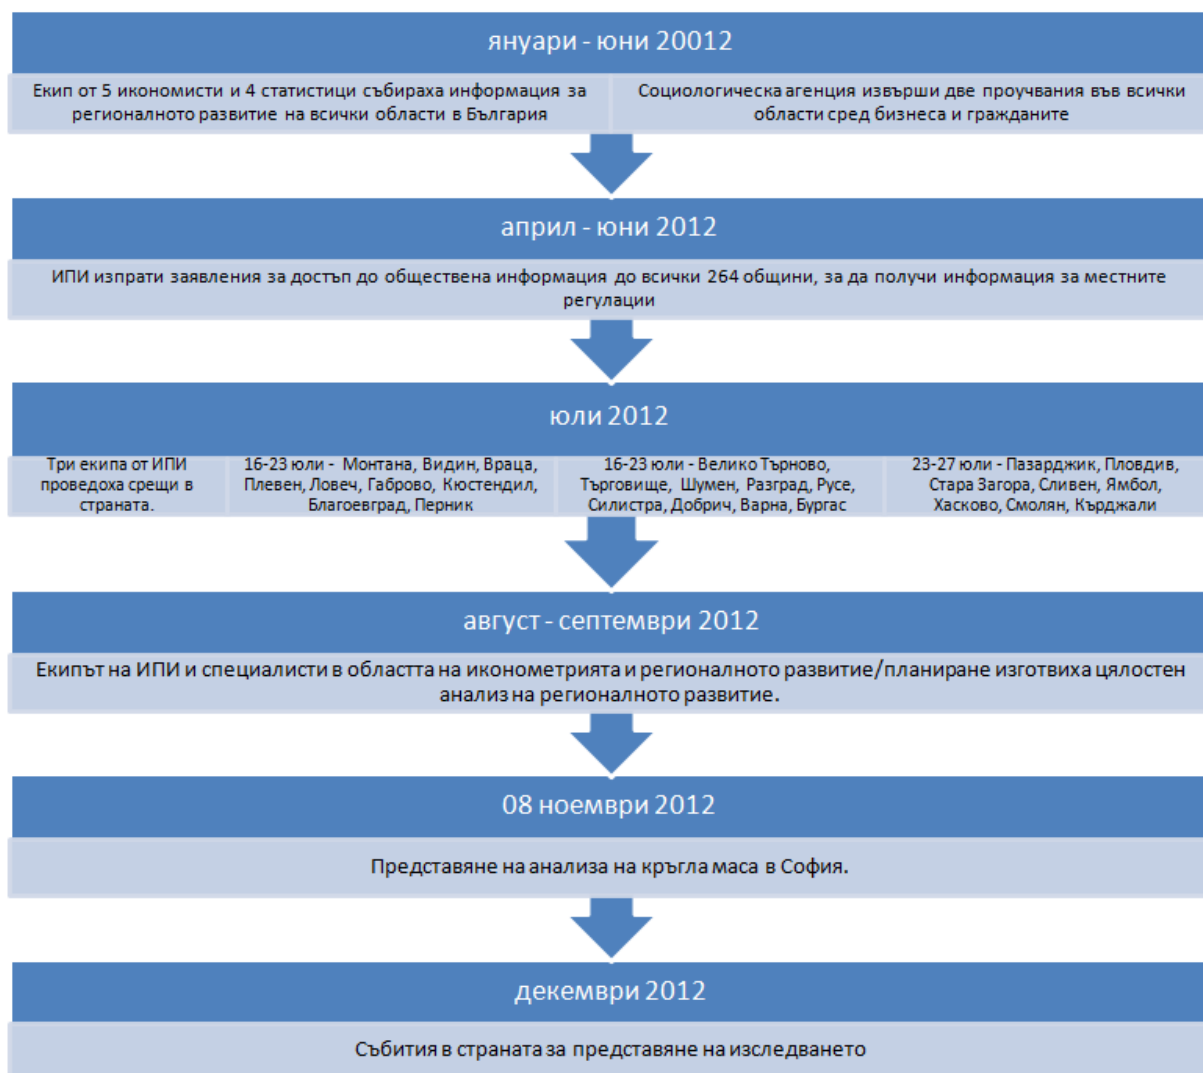 януари - юни 20012
Екип от 5 икономисти и 4 статистици събираха информация за
регионалното развитие на всички области в България
Социологическа агенция извърши две проучвания във всички
области сред бизнеса и гражданите
април - юни 2012
ИПИ изпрати заявления за достъп до обществена информация до всички 264 общини, за да получи информация за местните
регулации
юли 2012
Три екипа от ИПИ
проведоха срещи в
страната.
16-23 юли - Монтана, Видин, Враца,
Плевен, Ловеч, Габрово, Кюстендил,
Благоевград, Перник
16-23 юли - Велико Търново,
Търговище, Шумен, Разград, Русе,
Силистра, Добрич, Варна, Бургас
23-27 юли - Пазарджик, Пловдив,
Стара Загора, Сливен, Ямбол,
Хасково, Смолян, Кърджали
август - септември 2012
Екипът на ИПИ и специалисти в областта на иконометрията и регионалното развитие/планиране изготвиха цялостен
анализ на регионалното развитие.
08 ноември 2012
Представяне на анализа на кръгла маса в София.
декември 2012
Събития в страната за представяне на изследването